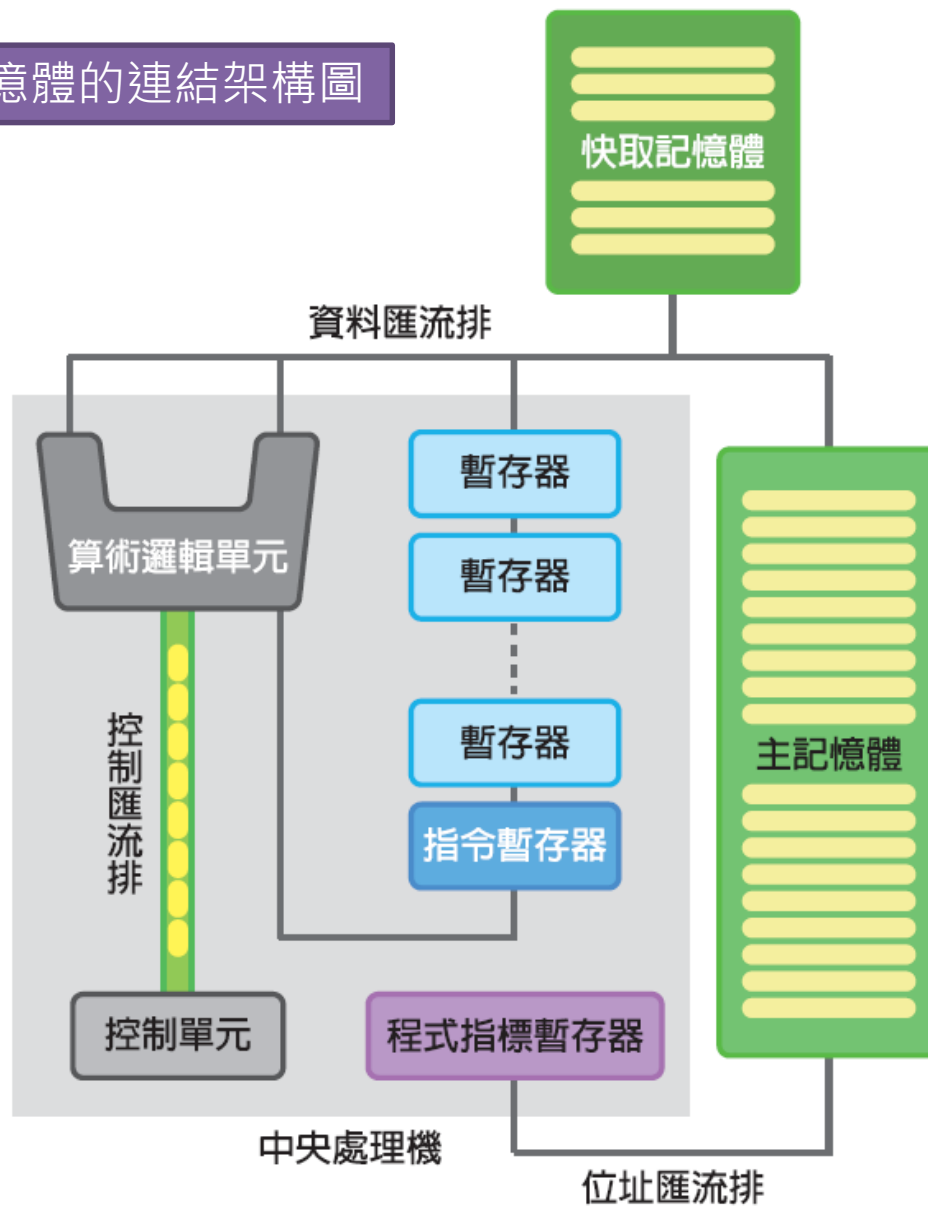 憶體的連結架構圖
快取記憶體
資料匯流排
算術邏輯單元
暫存器
暫存器
暫存器
指令暫存器
控制匯流排
主記憶體
控制單元
程式指標暫存器
中央處理機
位址匯流排